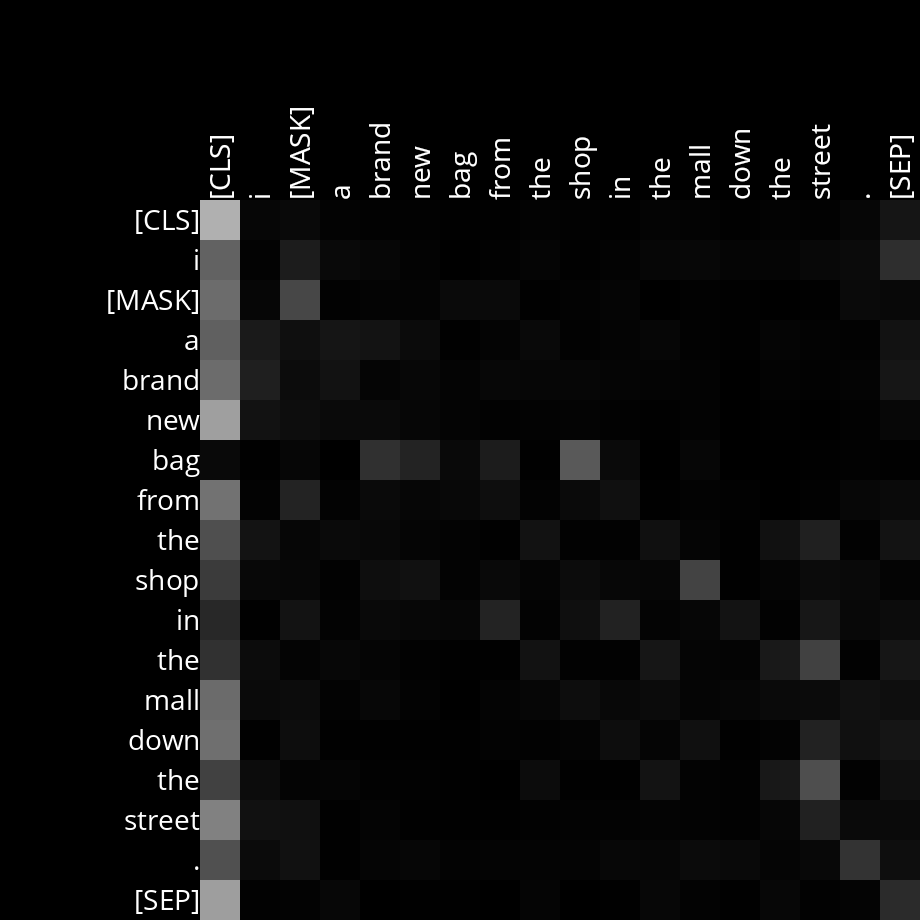 [CLS] i [MASK] a brand new bag from the shop in the mall down the street . [SEP]
[CLS]
i
[MASK]
a
brand
new
bag
from
the
shop
in
the
mall
down
the
street
.
[SEP]